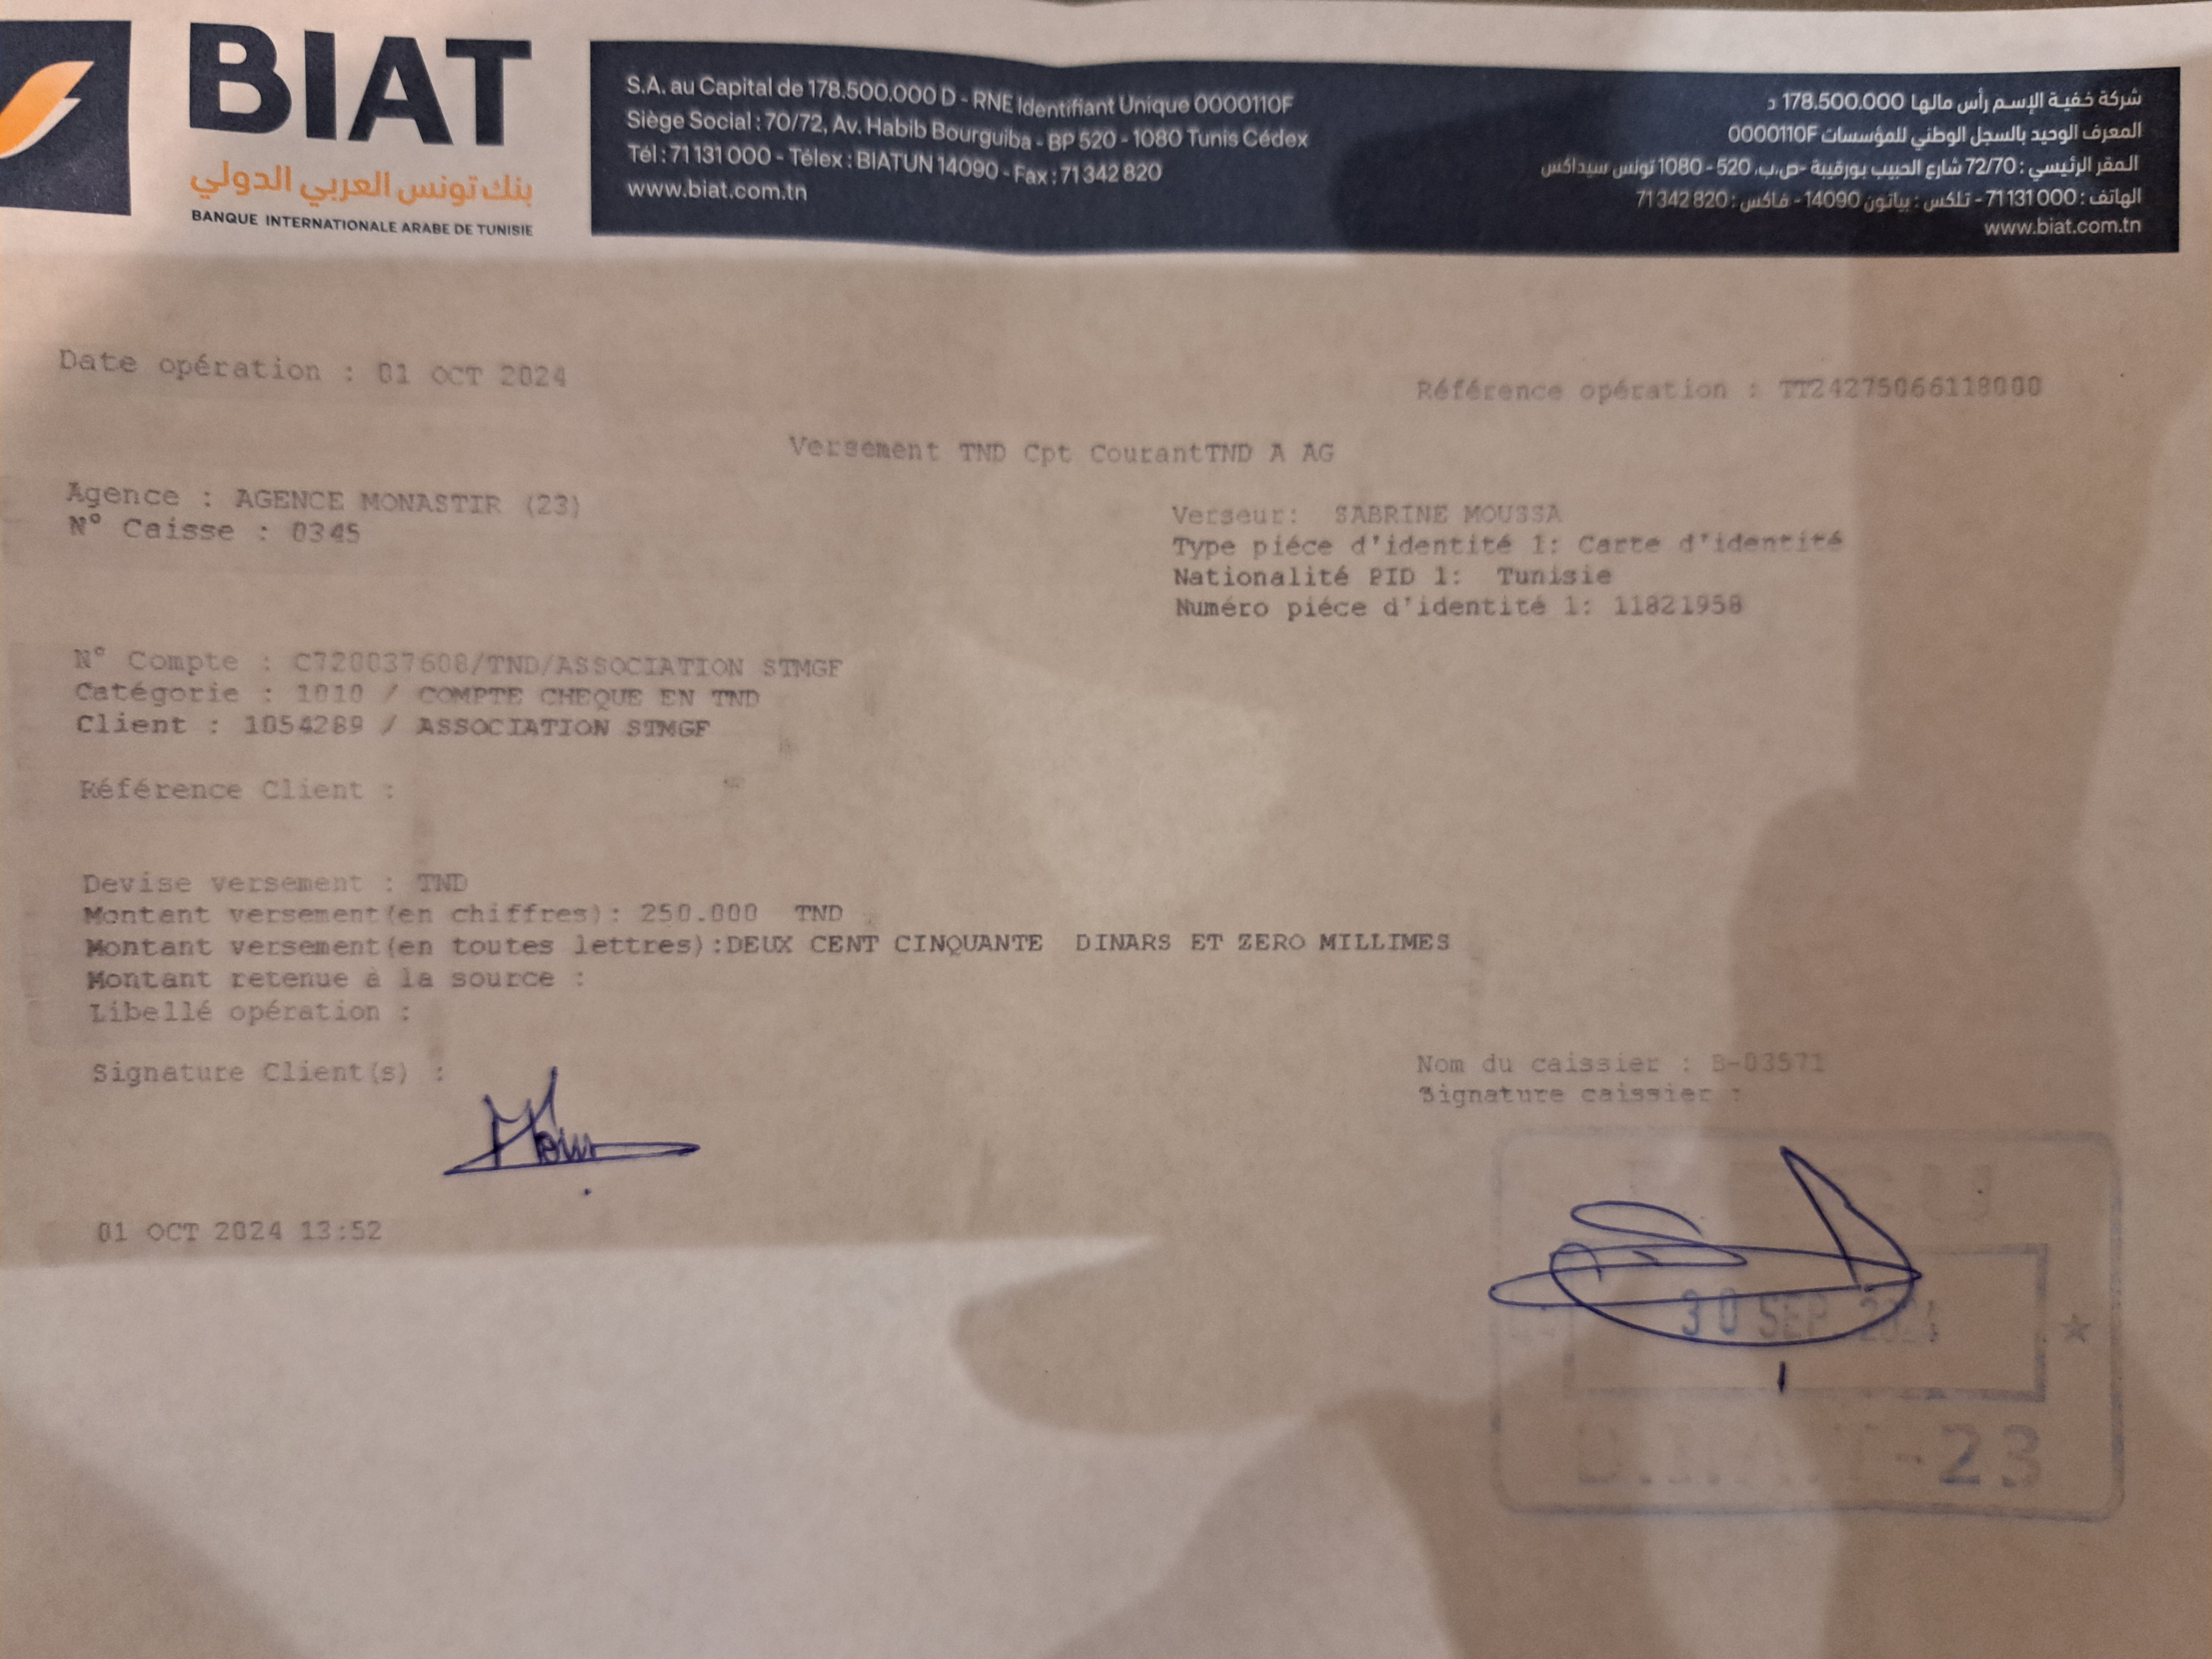 BIAT
بنك تونس العربي الدولي
BANQUE INTERNATIONALE ARABE DE TUNISIE
S.A. au Capital de 178.500.000 D - RNE Identifiant Unique 0000110F
Siège Social : 70/72, Av. Habib Bourguiba - BP 520 - 1080 Tunis Cédex
Tél : 71 131 000 - Télex : BIATUN 14090 - Fax : 71 342 820
www.biat.com.tn
شركة خفية الإسم رأس مالها 178.500.000 د
المعرف الوحيد بالسجل الوطني للمؤسسات 0000110F
المقر الرئيسي : 72/70 شارع الحبيب بورقيبة -ص.ب. 520 - 1080 تونس سيداكس
الهاتف : 71 131 000 - تلكس : بياتون 14090 - فاكس : 71 342 820
www.biat.com.tn
Date opération : 01 OCT 2024
Référence opération : TT24275066118000
Versement TND Cpt CourantTND A AG
Agence : AGENCE MONASTIR (23)
N° Caisse : 0345
Verseur: SABRINE MOUSSA
Type piéce d'identité 1: Carte d'identité
Nationalité PID 1: Tunisie
Numéro piéce d'identité 1: 11821958
N° Compte : C720037608/TND/ASSOCIATION STMGF
Catégorie : 1010 / COMPTE CHEQUE EN TND
Client : 1054289 / ASSOCIATION STMGF
Référence Client :
Devise versement : TND
Montant versement(en chiffres): 250.000 TND
Montant versement(en toutes lettres):DEUX CENT CINQUANTE DINARS ET ZERO MILLIMES
Montant retenue à la source :
Libellé opération :
Signature Client(s) :
Nom du caissier : B-03571
Signature caissier :
01 OCT 2024 13:52
30 SEP
-23